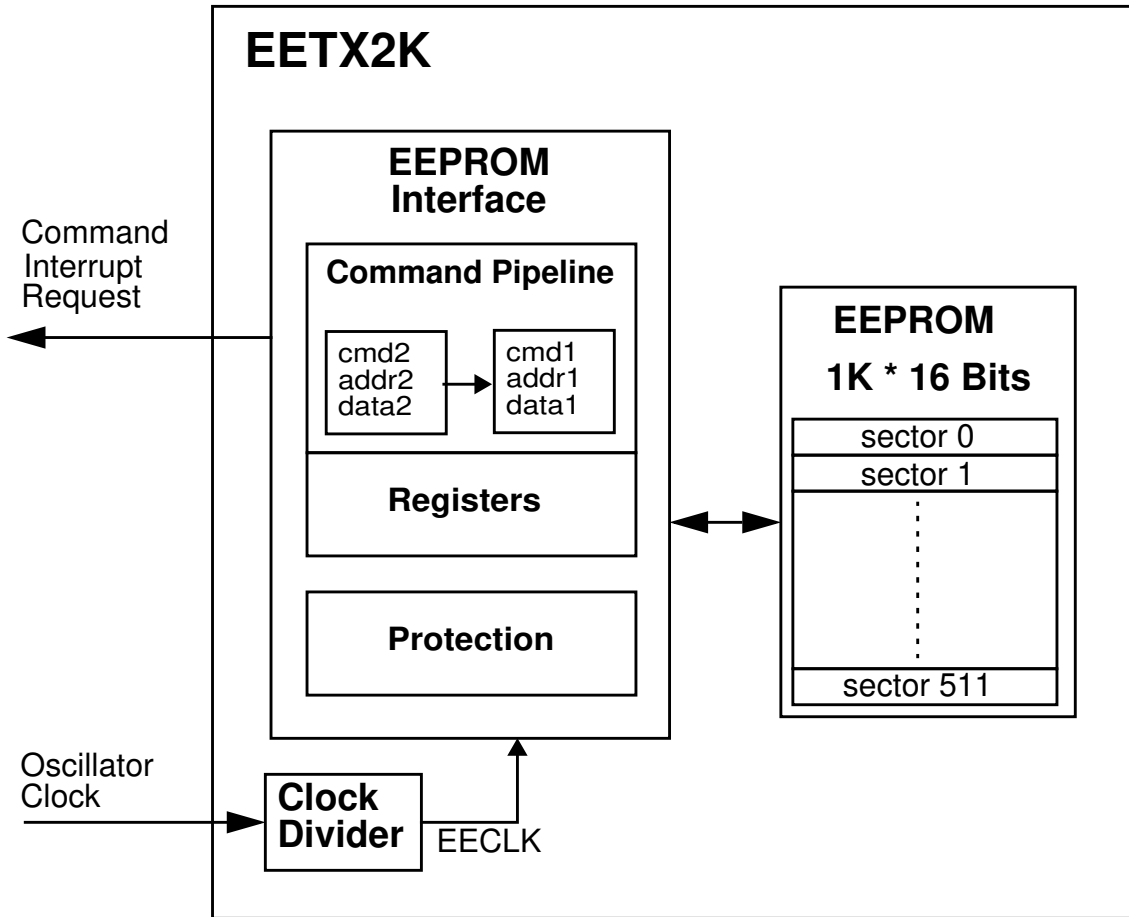 EETX2K
EEPROM
Interface
Command
Interrupt
Request
Command Pipeline
cmd2
addr2
data2
cmd1
addr1
data1
Registers
Protection
EEPROM
1K * 16 Bits
sector 0
sector 1
sector 511
Oscillator
Clock
Clock
Divider
EECLK